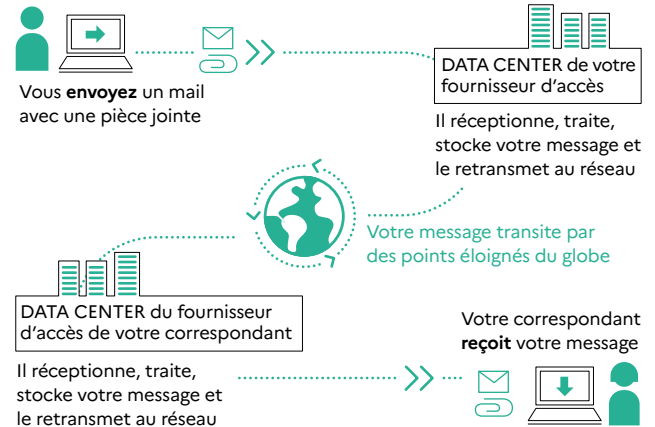 Vous envoyez un mail
avec une pièce jointe
DATA CENTER de votre
fournisseur d'accès
Il réceptionne, traite,
stocke votre message et
le retransmet au réseau
Votre message transite par
des points éloignés du globe
DATA CENTER du fournisseur
d'accès de votre correspondant
Il réceptionne, traite,
stocke votre message et
le retransmet au réseau
Votre correspondant
reçoit votre message